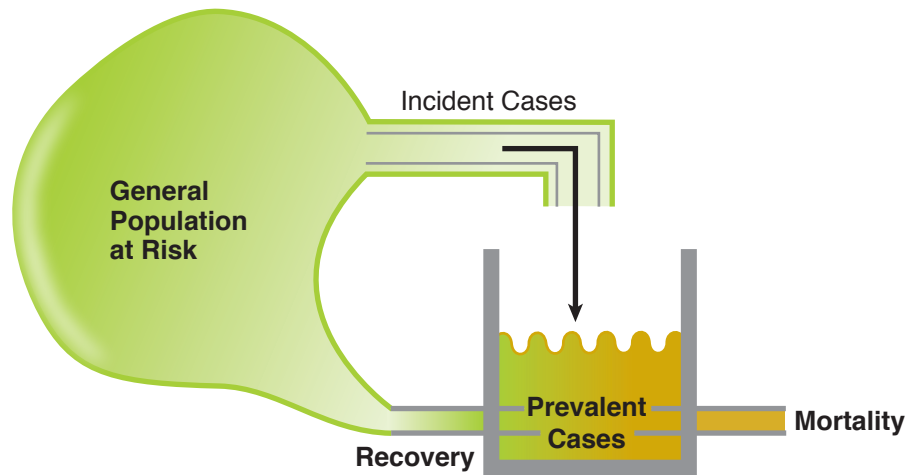 Incident Cases
General
Population
at Risk
Prevalent
Cases
Mortality
Recovery